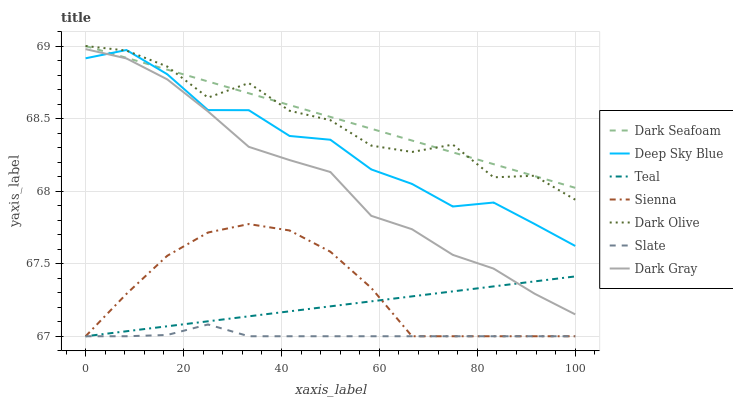 title
69
68.5
68
67.5
67
0 20 40 60 80 100
xaxis_label
yaxis_label
Dark Seafoam
Deep Sky Blue
Teal
Sienna
Dark Olive
Slate
Dark Gray